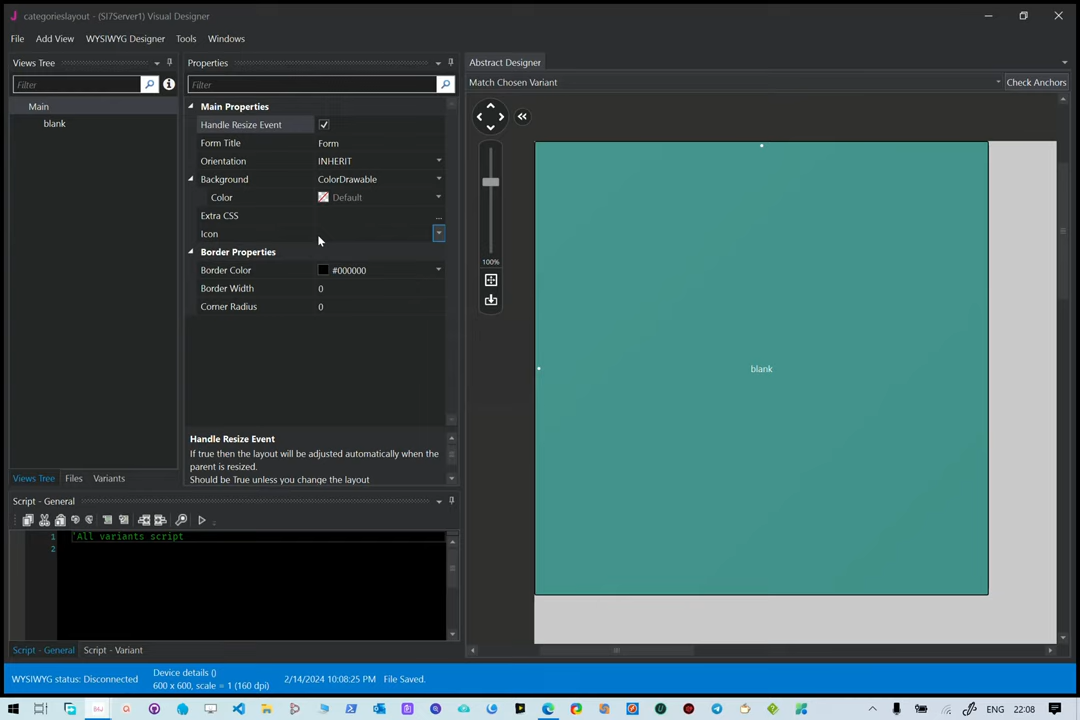 categorieslayout - (SI7Server1) Visual Designer
File Add View WYSIWYG Designer Tools Windows
Views Tree
Filter
Main
blank
Views Tree Files Variants
Properties
Filter
Main Properties
Handle Resize Event
Form Title Form
Orientation INHERIT
Background ColorDrawable
Color Default
Extra CSS ...
Icon
Border Properties
Border Color #000000
Border Width 0
Corner Radius 0
Handle Resize Event
If true then the layout will be adjusted automatically when the
parent is resized.
Should be True unless you change the layout
Abstract Designer
Match Chosen Variant Check Anchors
100%
blank
Script - General
1 'All variants script
2
Script - General Script - Variant
WYSIWYG status: Disconnected
Device details ()
600 x 600, scale = 1 (160 dpi)
2/14/2024 10:08:25 PM File Saved.
ENG 22:08